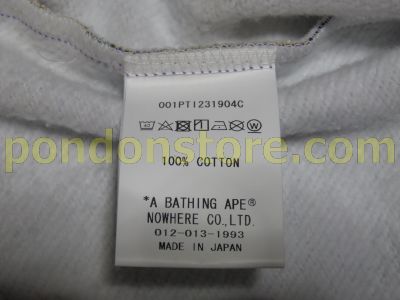 001PTI231904C
pondonstore.com
100% COTTON
*A BATHING APE®
NOWHERE CO.,LTD.
012-013-1993
MADE IN JAPAN